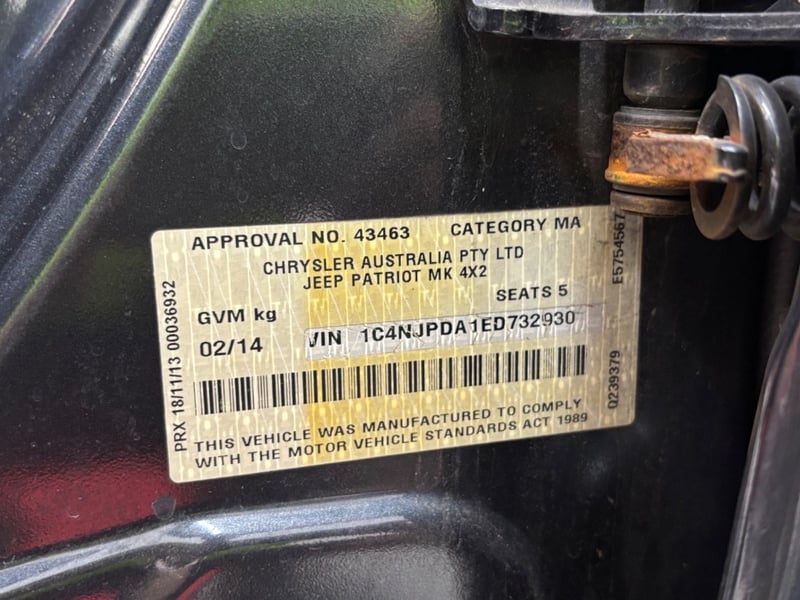 APPROVAL NO. 43463 CATEGORY MA
CHRYSLER AUSTRALIA PTY LTD
JEEP PATRIOT MK 4X2
SEATS 5
GVM kg
02/14 VIN 1C4NJPDA1ED732930
THIS VEHICLE WAS MANUFACTURED TO COMPLY
WITH THE MOTOR VEHICLE STANDARDS ACT 1989
PRX 18/11/13 00036932
0239379 E5754567